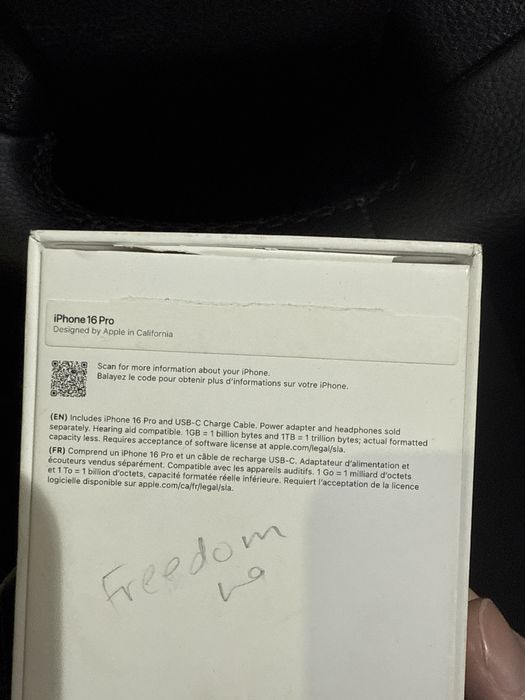 iPhone 16 Pro
Designed by Apple in California
Scan for more information about your iPhone.
Balayez le code pour obtenir plus d'informations sur votre iPhone.
(EN) Includes iPhone 16 Pro and USB-C Charge Cable. Power adapter and headphones sold
separately. Hearing aid compatible. 1GB = 1 billion bytes and 1TB = 1 trillion bytes; actual formatted
capacity less. Requires acceptance of software license at apple.com/legal/sla.
(FR) Comprend un iPhone 16 Pro et un câble de recharge USB-C. Adaptateur d'alimentation et
écouteurs vendus séparément. Compatible avec les appareils auditifs. 1 Go = 1 milliard d'octets
et 1 To = 1 billion d'octets, capacité formatée réelle inférieure. Requiert l'acceptation de la licence
logicielle disponible sur apple.com/ca/fr/legal/sla.
Freedom